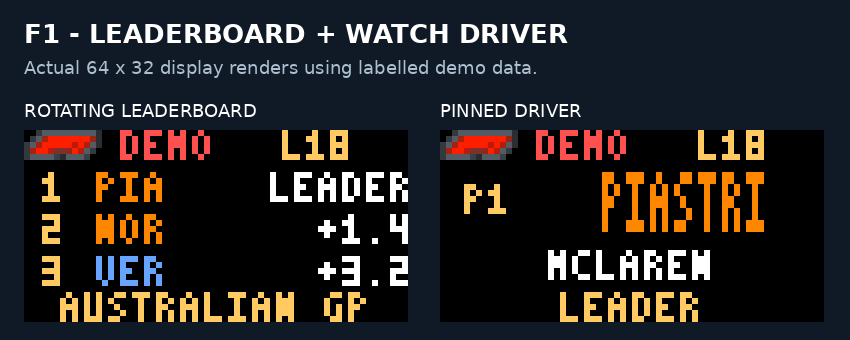 F1 - LEADERBOARD + WATCH DRIVER
Actual 64 x 32 display renders using labelled demo data.
ROTATING LEADERBOARD
DEMO L18
1 PIA LEADER
2 NOR +1.4
3 VER +3.2
AUSTRALIAN GP
PINNED DRIVER
DEMO L18
P1 PIASTRI
MCLAREN
LEADER